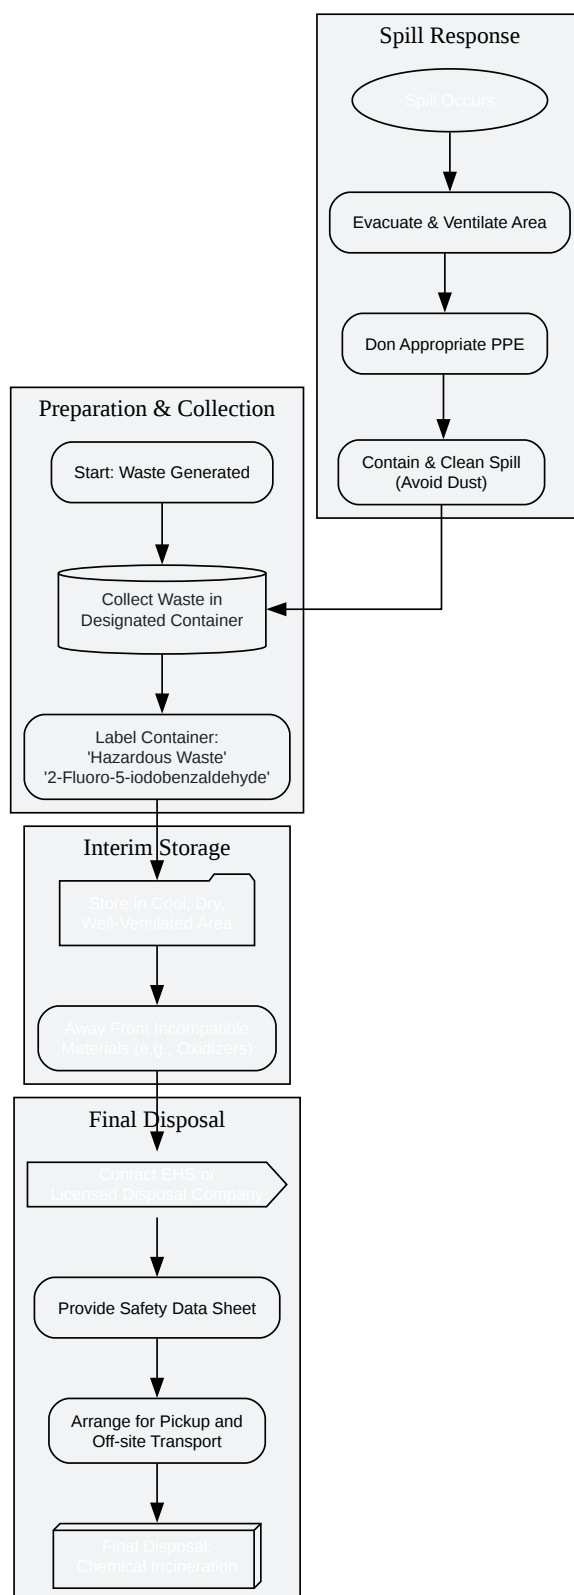 Spill Response
Spill Occurs
Evacuate & Ventilate Area
Don Appropriate PPE
Contain & Clean Spill
(Avoid Dust)
Preparation & Collection
Start: Waste Generated
Collect Waste in
Designated Container
Label Container:
'Hazardous Waste'
'2-Fluoro-5-iodobenzaldehyde'
Interim Storage
Store in Cool, Dry,
Well-Ventilated Area
Away From Incompatible
Materials (e.g., Oxidizers)
Final Disposal
Contact EHS or
Licensed Disposal Company
Provide Safety Data Sheet
Arrange for Pickup and
Off-site Transport
Final Disposal:
Chemical Incineration